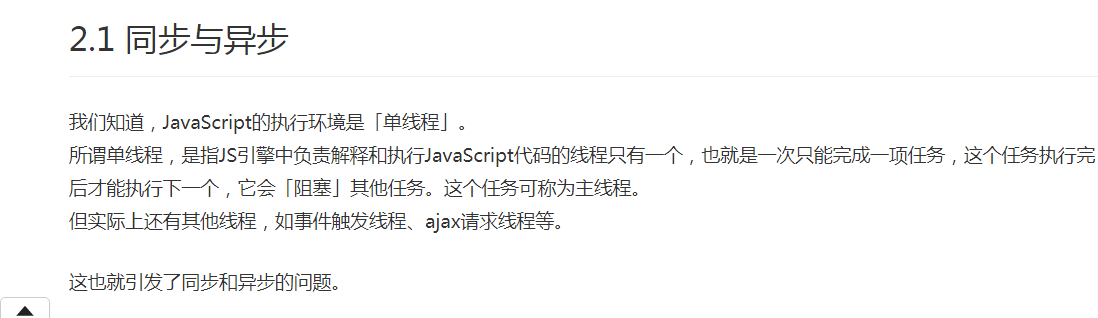 2.1 同步与异步
我们知道，JavaScript的执行环境是「单线程」。
所谓单线程，是指JS引擎中负责解释和执行JavaScript代码的线程只有一个，也就是一次只能完成一项任务，这个任务执行完
后才能执行下一个，它会「阻塞」其他任务。这个任务可称为主线程。
但实际上还有其他线程，如事件触发线程、ajax请求线程等。
这也就引发了同步和异步的问题。